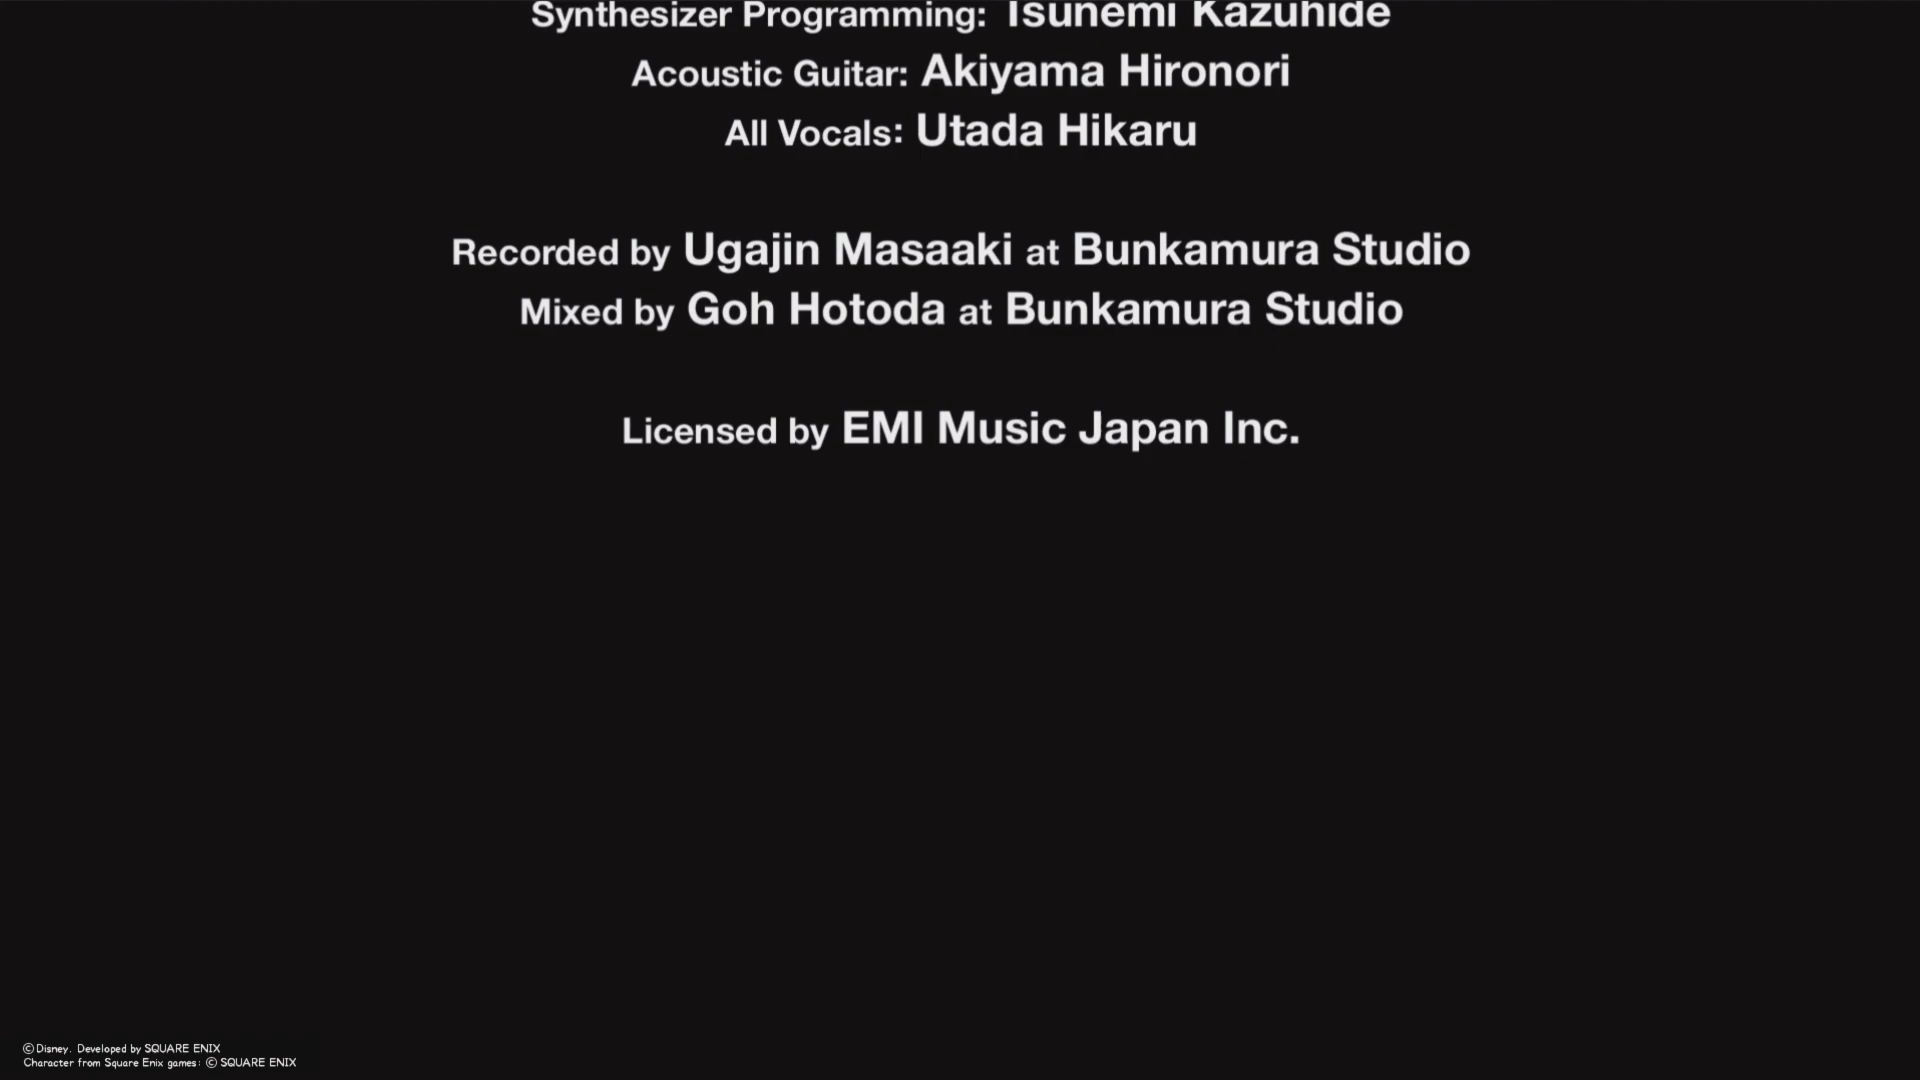 Synthesizer Programming: Tsunemi Kazuhide
Acoustic Guitar: Akiyama Hironori
All Vocals: Utada Hikaru
Recorded by Ugajin Masaaki at Bunkamura Studio
Mixed by Goh Hotoda at Bunkamura Studio
Licensed by EMI Music Japan Inc.
©Disney. Developed by SQUARE ENIX
Character from Square Enix games: © SQUARE ENIX